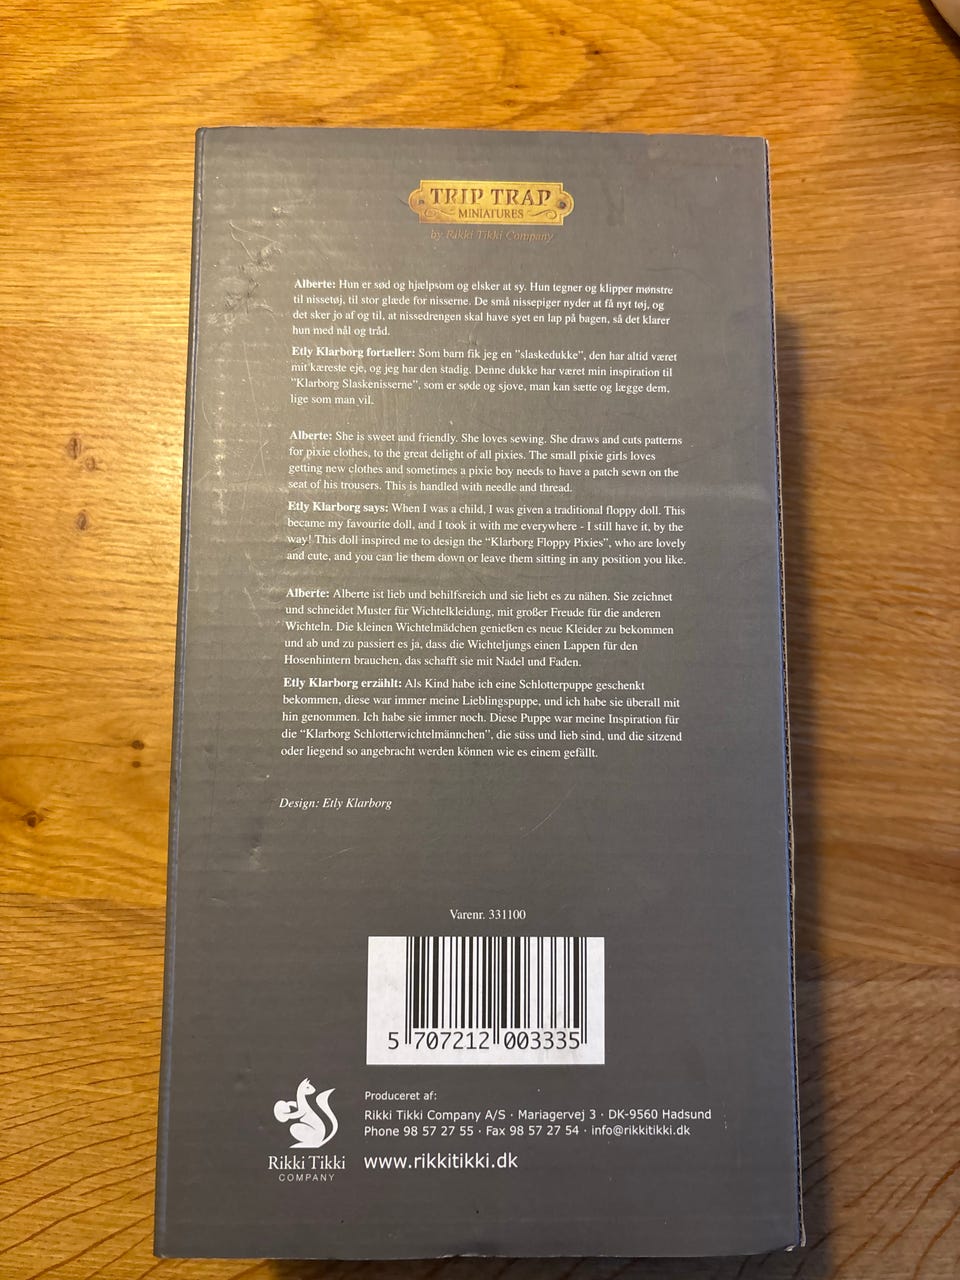 TRIP TRAP
MINIATURES
by Rikki Tikki Company
Alberte: Hun er sød og hjælpsom og elsker at sy. Hun tegner og klipper mønstre
til nissetøj, til stor glæde for nisserne. De små nissepiger nyder at få nyt tøj, og
det sker jo af og til, at nissedrengen skal have syet en lap på bagen, så det klarer
hun med nål og tråd.
Etly Klarborg fortæller: Som barn fik jeg en "slaskedukke", den har altid været
mit kæreste eje, og jeg har den stadig. Denne dukke har været min inspiration til
"Klarborg Slaskenisserne", som er søde og sjove, man kan sætte og lægge dem,
lige som man vil.
Alberte: She is sweet and friendly. She loves sewing. She draws and cuts patterns
for pixie clothes, to the great delight of all pixies. The small pixie girls loves
getting new clothes and sometimes a pixie boy needs to have a patch sewn on the
seat of his trousers. This is handled with needle and thread.
Etly Klarborg says: When I was a child, I was given a traditional floppy doll. This
became my favourite doll, and I took it with me everywhere - I still have it, by the
way! This doll inspired me to design the “Klarborg Floppy Pixies”, who are lovely
and cute, and you can lie them down or leave them sitting in any position you like.
Alberte: Alberte ist lieb und behilfsreich und sie liebt es zu nähen. Sie zeichnet
und schneidet Muster für Wichtelkleidung, mit großer Freude für die anderen
Wichteln. Die kleinen Wichtelmädchen genießen es neue Kleider zu bekommen
und ab und zu passiert es ja, dass die Wichteljungs einen Lappen für den
Hosenhintern brauchen, das schafft sie mit Nadel und Faden.
Etly Klarborg erzählt: Als Kind habe ich eine Schlotterpuppe geschenkt
bekommen, diese war immer meine Lieblingspuppe, und ich habe sie überall mit
hin genommen. Ich habe sie immer noch. Diese Puppe war meine Inspiration für
die “Klarborg Schlotterwichtelmännchen”, die süss und lieb sind, und die sitzend
oder liegend so angebracht werden können wie es einem gefällt.
Design: Etly Klarborg
Varenr. 331100
5 707212 003335
Produceret af:
Rikki Tikki Company A/S · Mariagervej 3 · DK-9560 Hadsund
Phone 98 57 27 55 · Fax 98 57 27 54 · info@rikkitikki.dk
www.rikkitikki.dk
Rikki Tikki
COMPANY